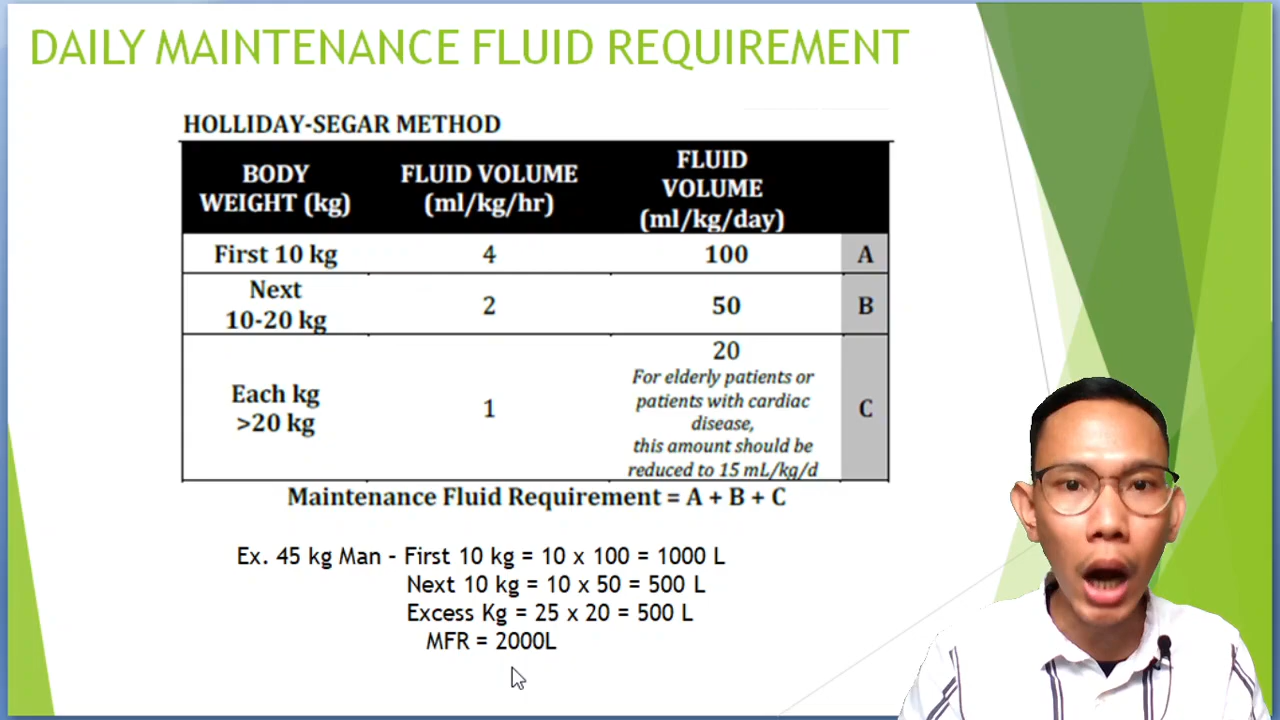 DAILY MAINTENANCE FLUID REQUIREMENT
HOLLIDAY-SEGAR METHOD
BODY
WEIGHT (kg)
FLUID VOLUME
(ml/kg/hr)
FLUID
VOLUME
(ml/kg/day)
First 10 kg 4 100 A
Next
10-20 kg
2 50 B
Each kg
>20 kg
1
20
For elderly patients or
patients with cardiac
disease,
this amount should be
reduced to 15 mL/kg/d
C
Maintenance Fluid Requirement = A + B + C
Ex. 45 kg Man - First 10 kg = 10 x 100 = 1000 L
Next 10 kg = 10 x 50 = 500 L
Excess Kg = 25 x 20 = 500 L
MFR = 2000L